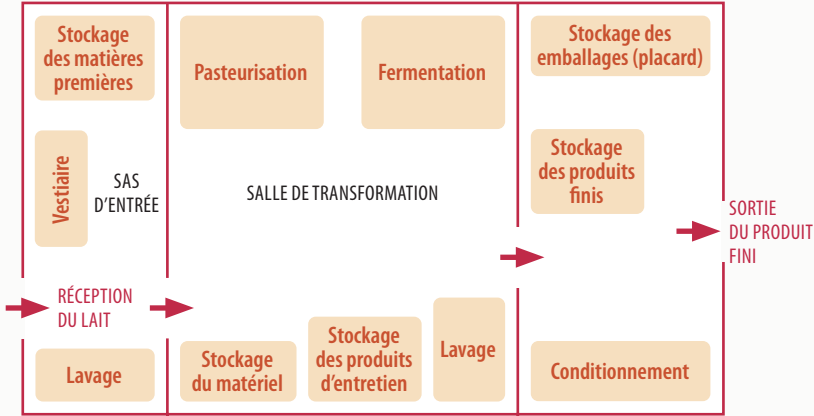 Stockage
des matières
premières
Vestiaire
SAS
D'ENTRÉE
RÉCEPTION
DU LAIT
Lavage
Pasteurisation
Fermentation
SALLE DE TRANSFORMATION
Stockage
du matériel
Stockage
des produits
d'entretien
Lavage
Stockage des
emballages (placard)
Stockage
des produits
finis
Conditionnement
SORTIE
DU PRODUIT
FINI